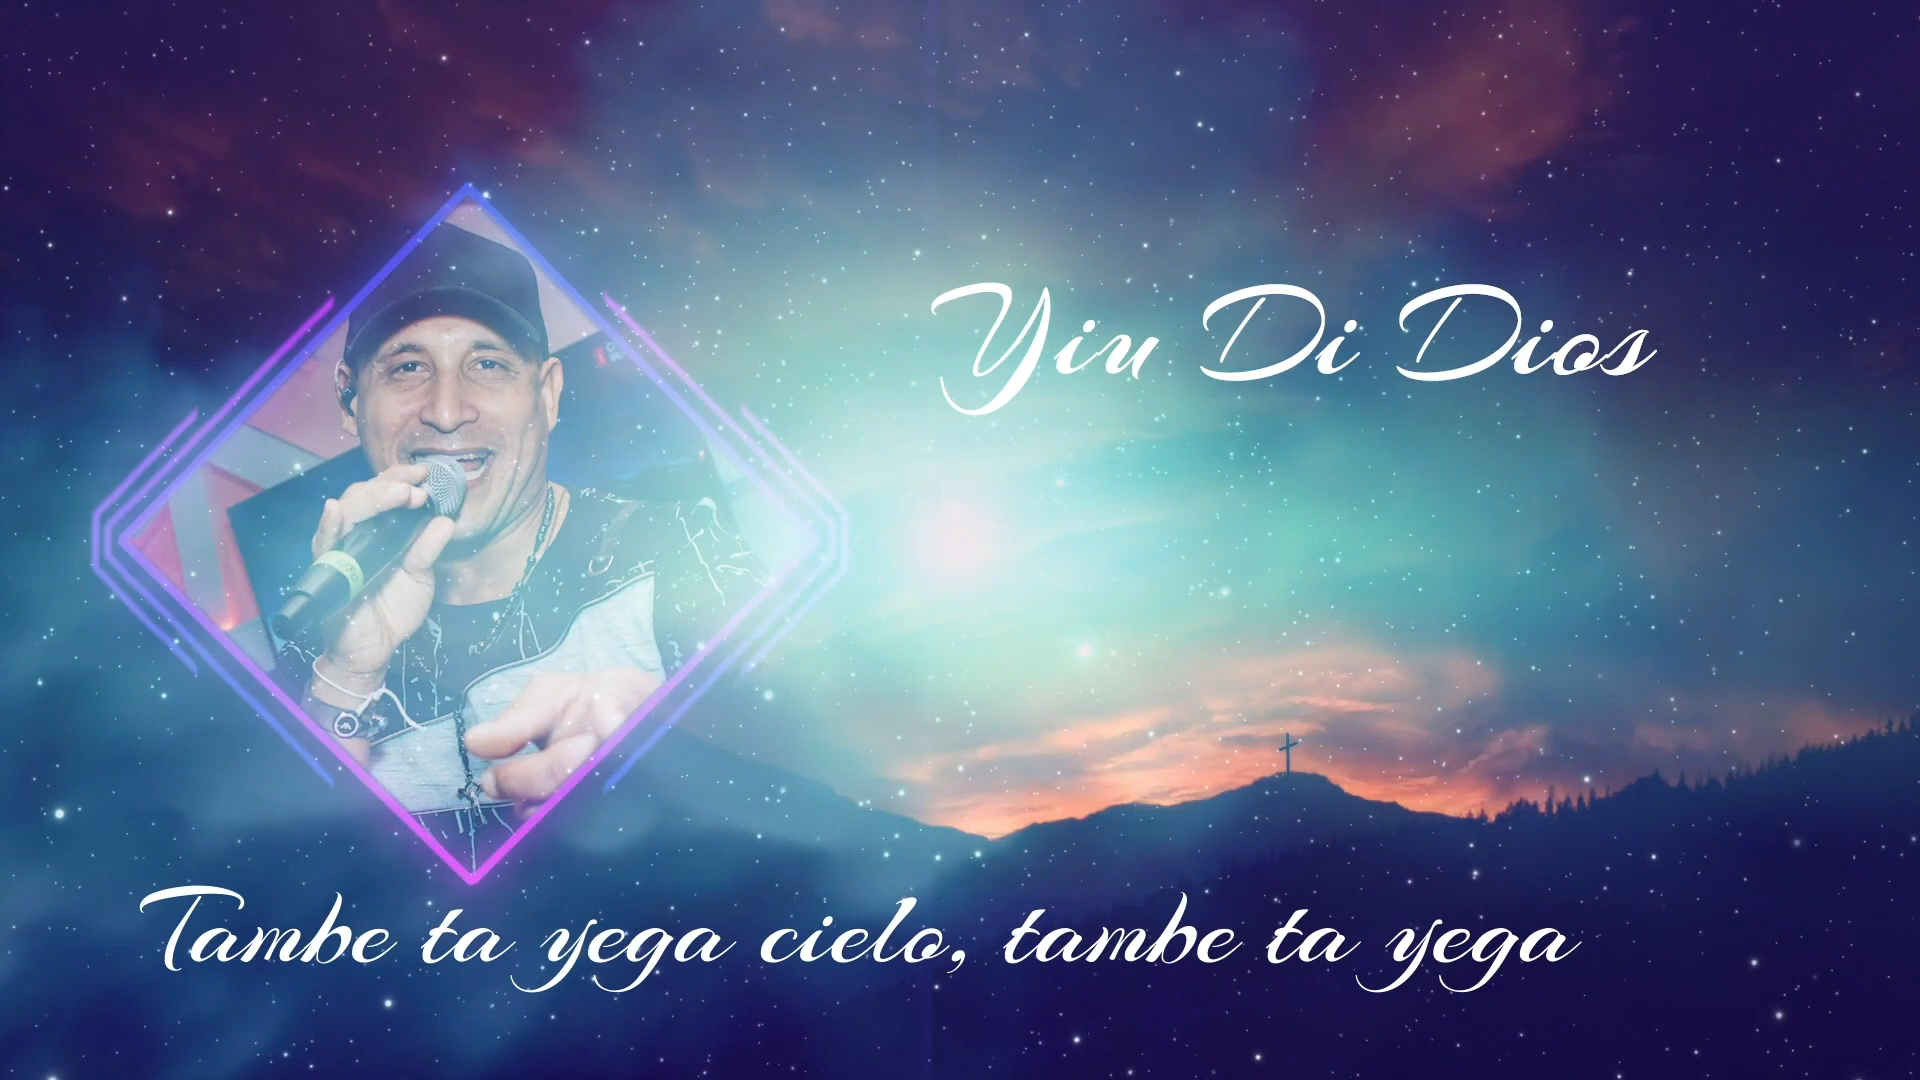 Yiu Di Dios
Tambe ta yega cielo, tambe ta yega